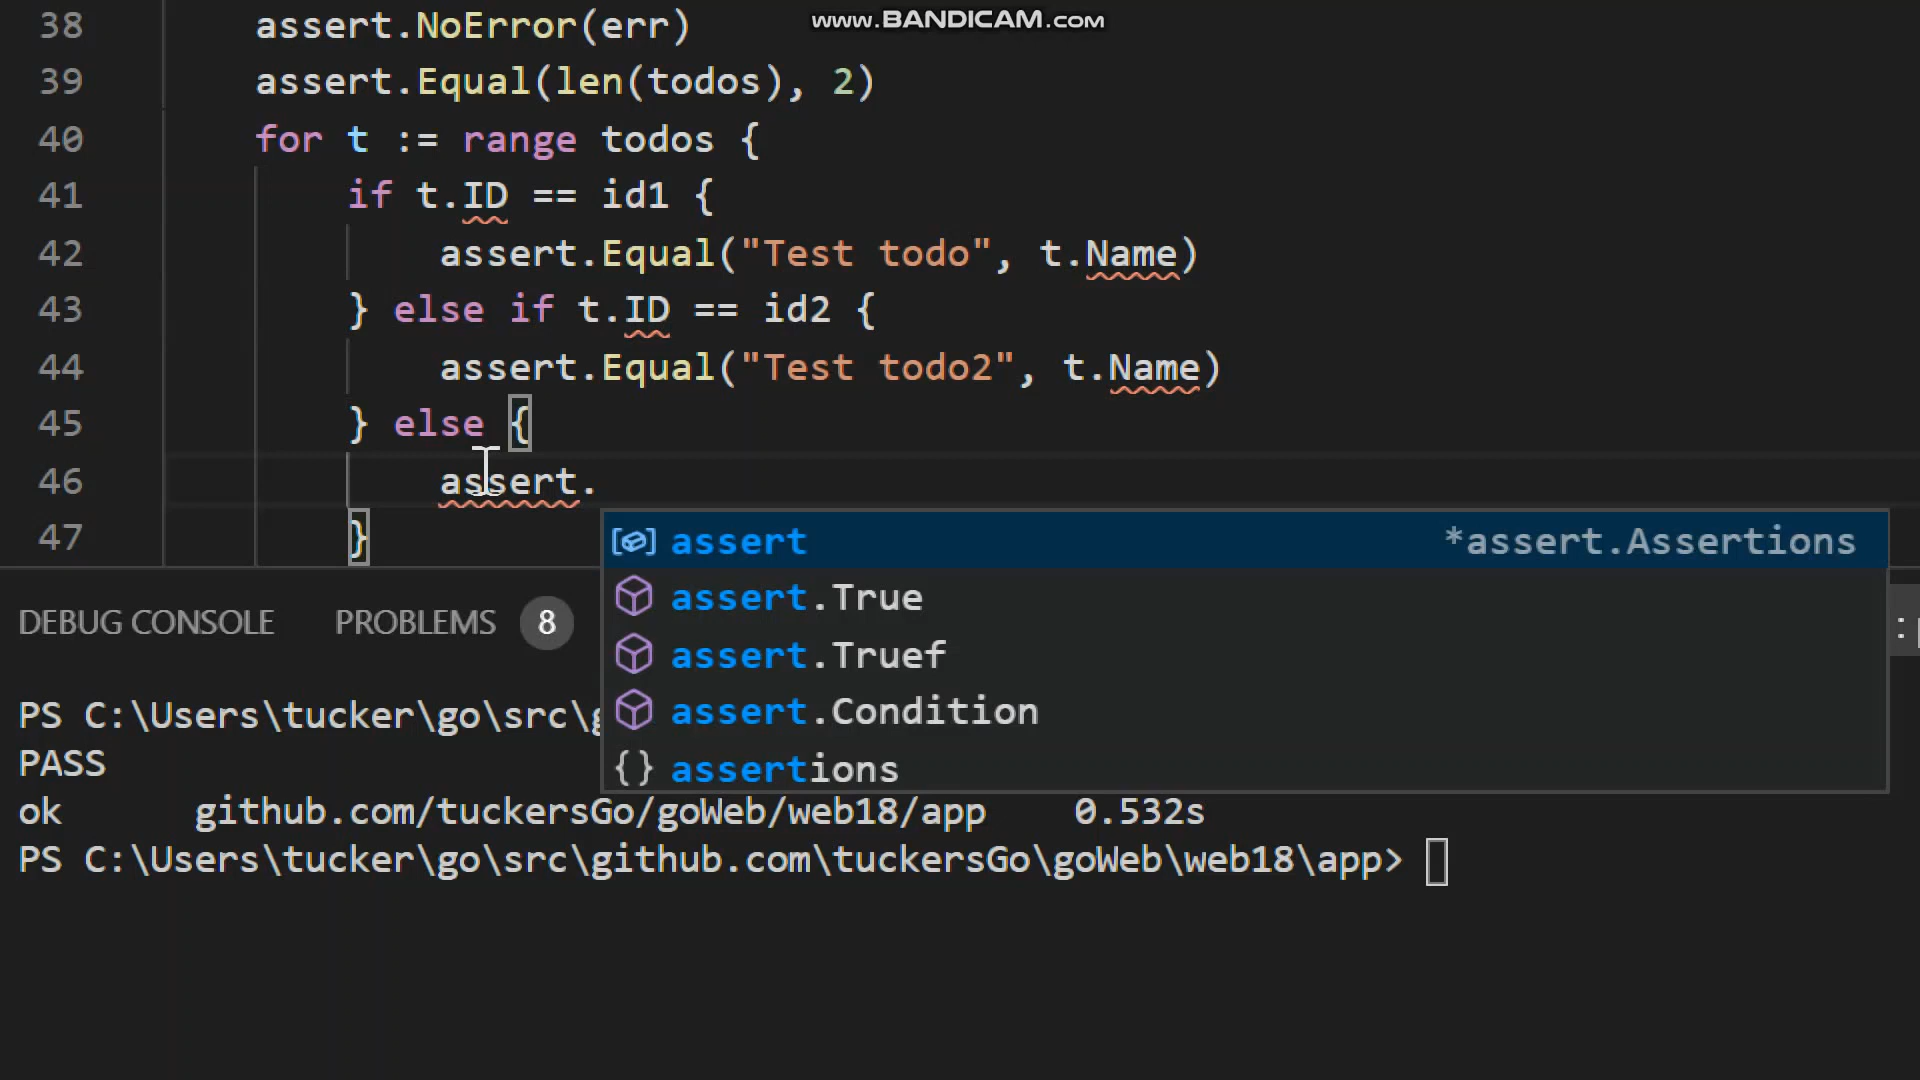 www.BANDICAM.com
38 assert.NoError(err)
39 assert.Equal(len(todos), 2)
40 for t := range todos {
41 if t.ID == id1 {
42 assert.Equal("Test todo", t.Name)
43 } else if t.ID == id2 {
44 assert.Equal("Test todo2", t.Name)
45 } else {
46 assert.
47 }
assert *assert.Assertions
assert.True
assert.Truef
assert.Condition
{} assertions
DEBUG CONSOLE PROBLEMS 8
PS C:\Users\tucker\go\src\g
PASS
ok github.com/tuckersGo/goWeb/web18/app 0.532s
PS C:\Users\tucker\go\src\github.com\tuckersGo\goWeb\web18\app>